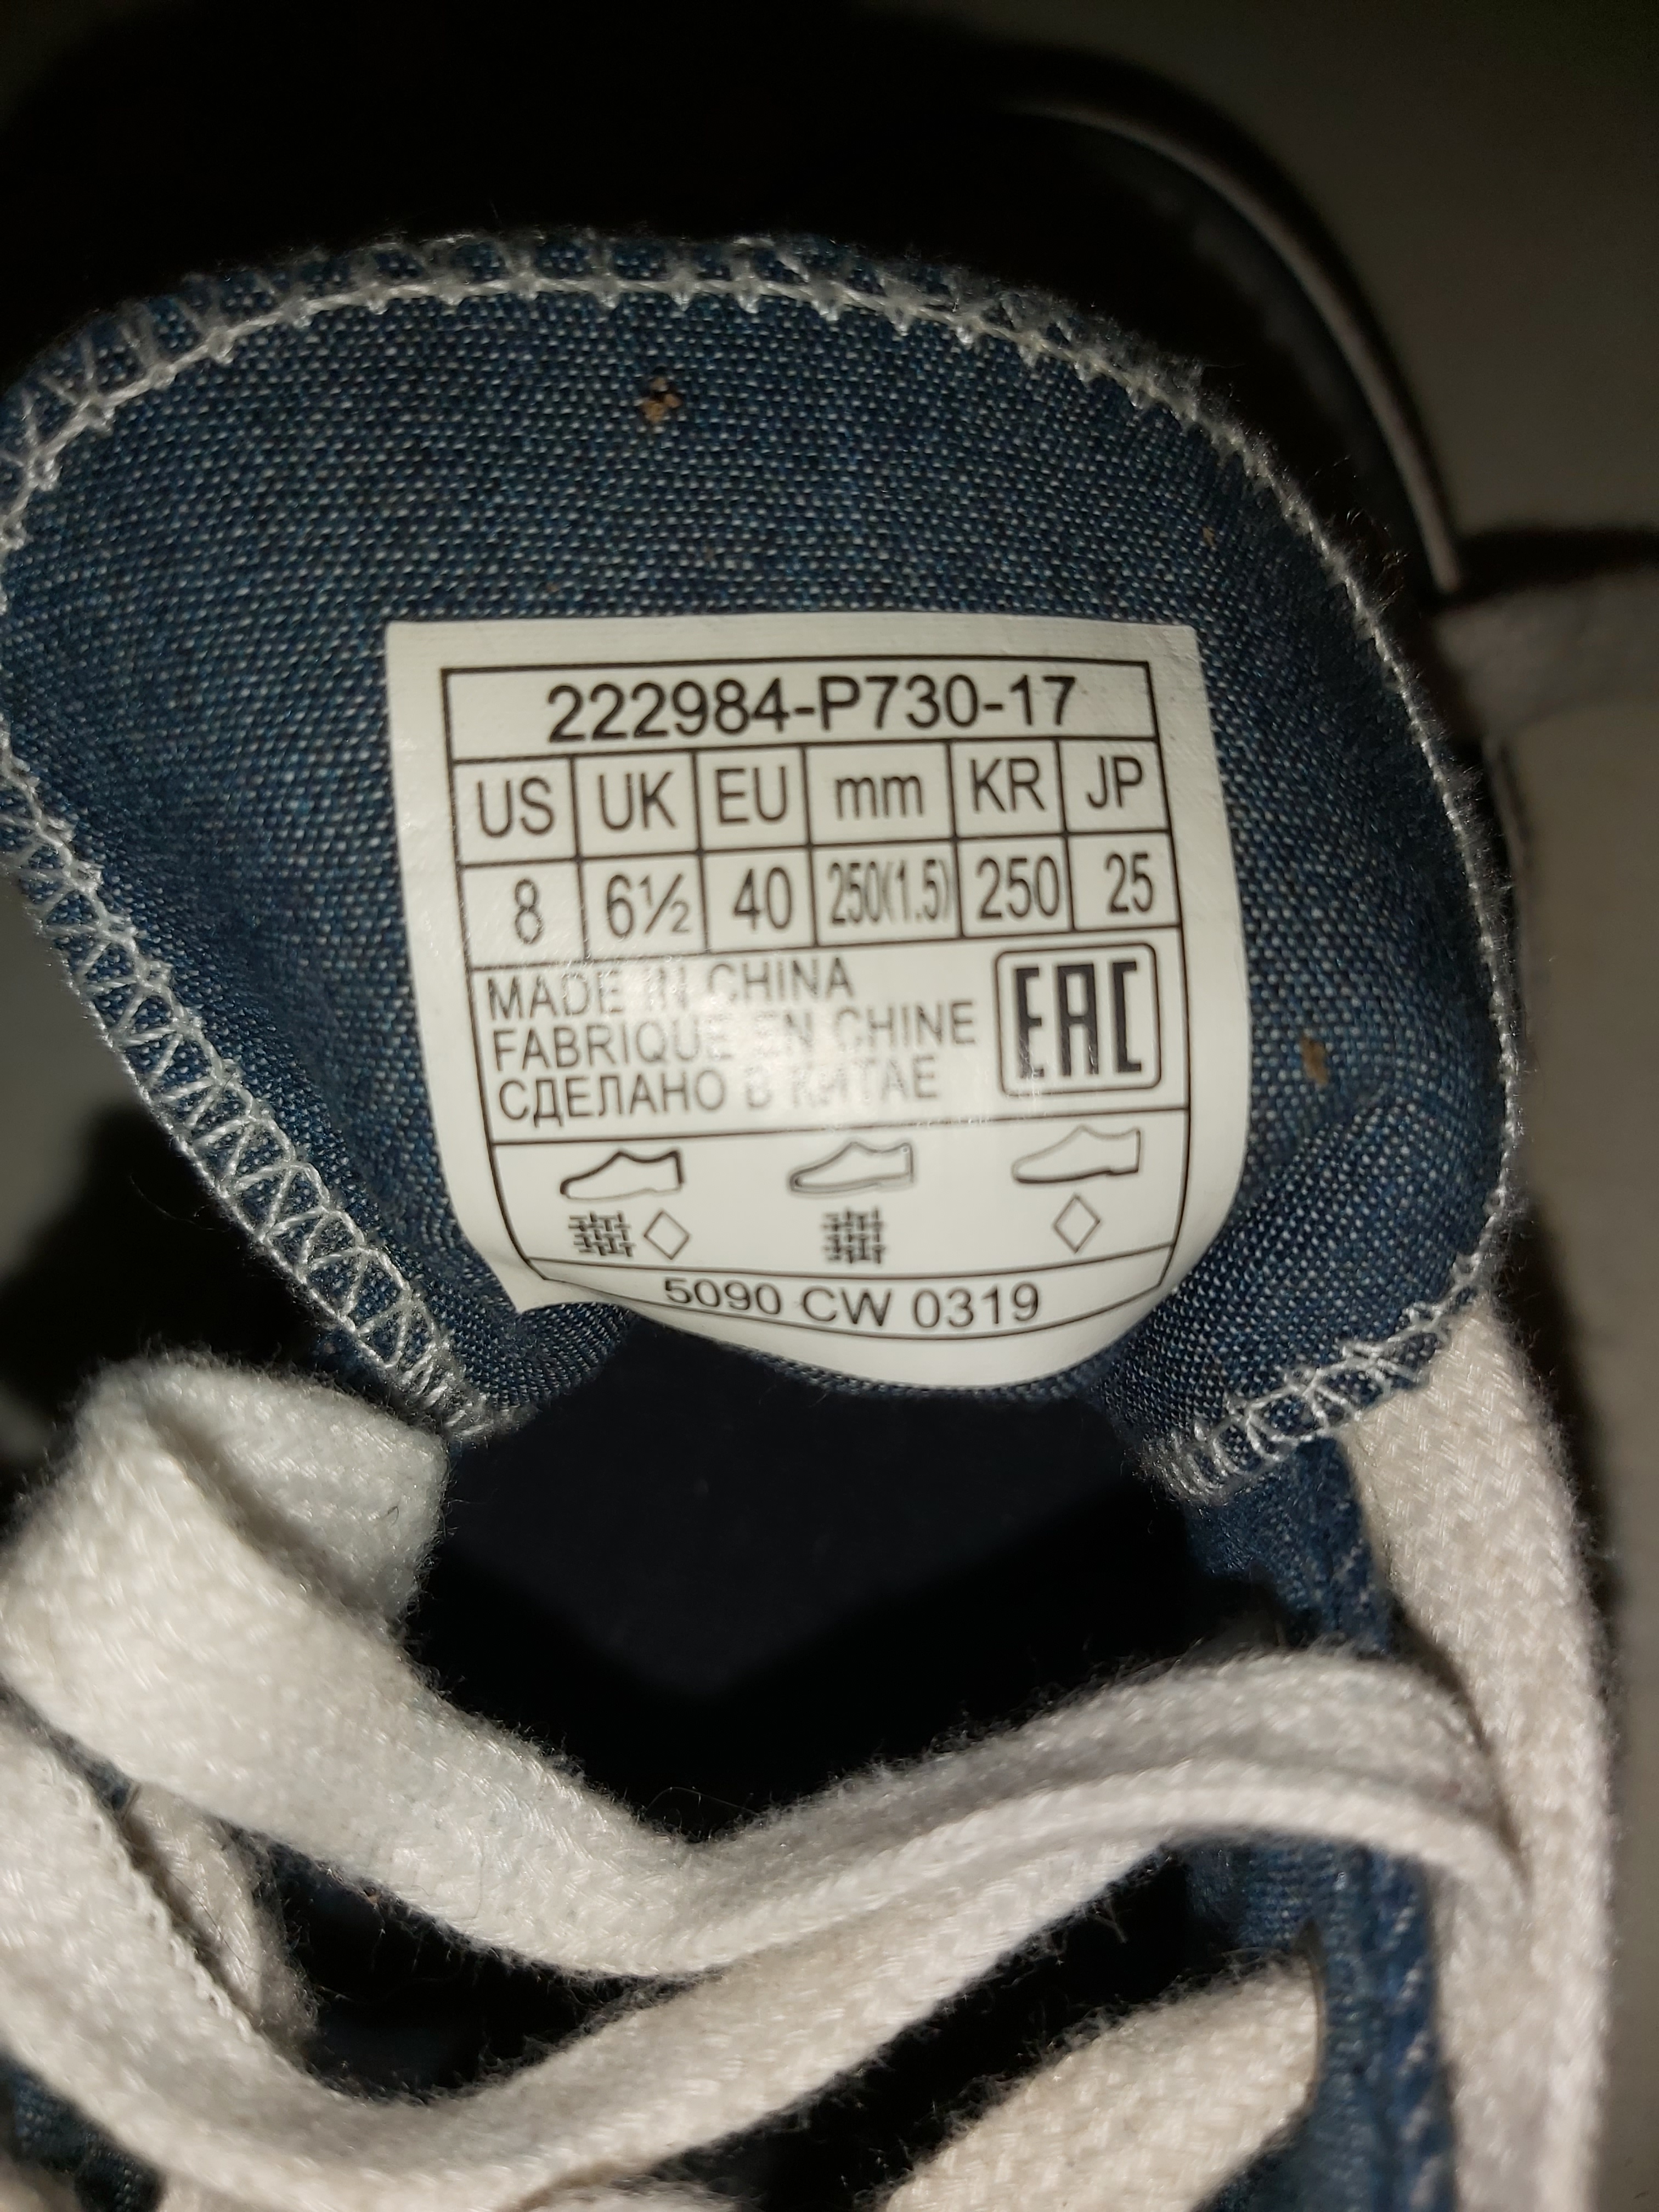 222984-P730-17
US UK EU mm KR JP
8 6½ 40 250(1.5) 250 25
MADE IN CHINA
FABRIQUE EN CHINE
СДЕЛАНО В КИТАЕ
EAC
5090 CW 0319